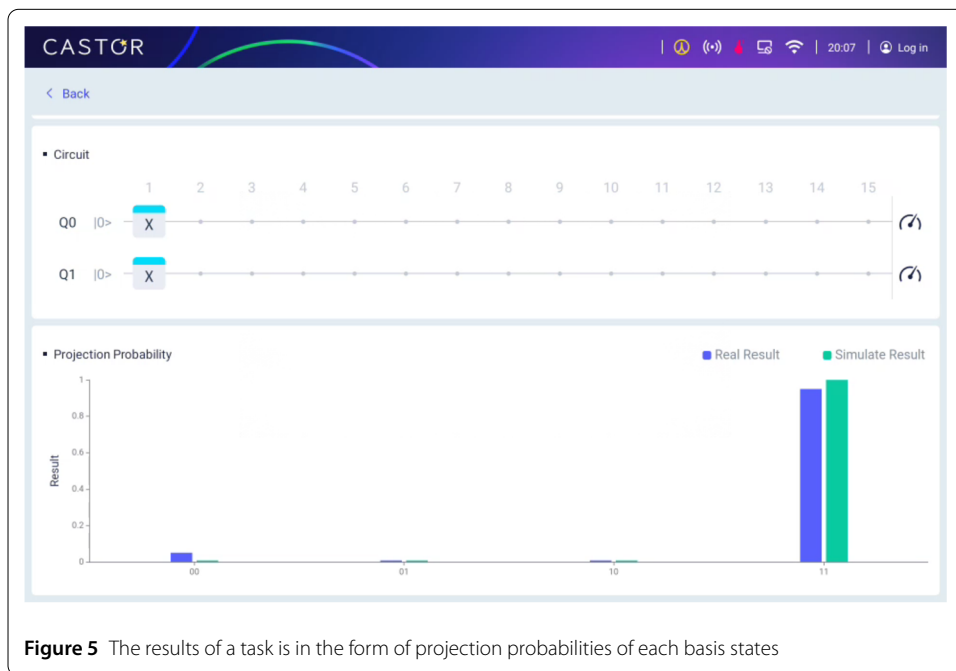 CASTOR
20:07 Log in
< Back
▪ Circuit
1 2 3 4 5 6 7 8 9 10 11 12 13 14 15
Q0 |0> X
Q1 |0> X
▪ Projection Probability
Real Result Simulate Result
1
0.8
0.6
0.4
0.2
0
Result
00 01 10 11
Figure 5 The results of a task is in the form of projection probabilities of each basis states